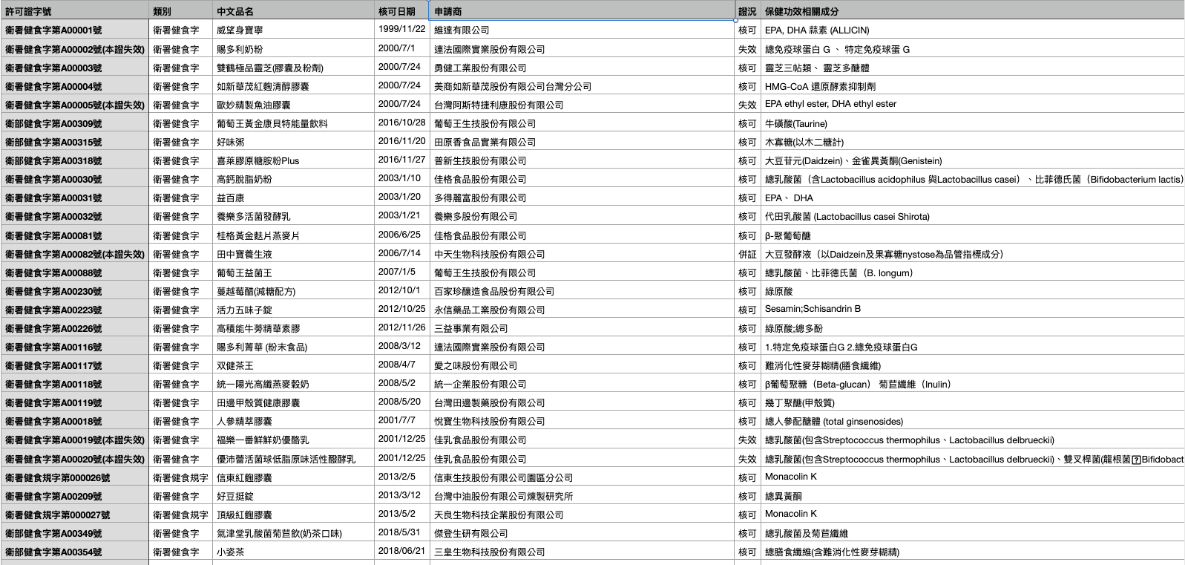 許可證字號 類別 中文品名 核可日期 申請商 證況 保健功效相關成分
衛署健食字第A00001號 衛署健食字 威望身寶寧 1999/11/22 維達有限公司 核可 EPA, DHA 蒜素 (ALLICIN)
衛署健食字第A00002號(本證失效) 衛署健食字 賜多利奶粉 2000/7/1 達法國際實業股份有限公司 失效 總免疫球蛋白 G 、 特定免疫球蛋 G
衛署健食字第A00003號 衛署健食字 雙鶴極品靈芝(膠囊及粉劑) 2000/7/24 勇健工業股份有限公司 核可 靈芝三帖類、 靈芝多醣體
衛署健食字第A00004號 衛署健食字 如新華茂紅麴清醇膠囊 2000/7/24 美商如新華茂股份有限公司台灣分公司 核可 HMG-CoA 還原酵素抑制劑
衛署健食字第A00005號(本證失效) 衛署健食字 歐妙精製魚油膠囊 2000/7/24 台灣阿斯特捷利康股份有限公司 失效 EPA ethyl ester, DHA ethyl ester
衛部健食字第A00309號 衛署健食字 葡萄王黃金康貝特能量飲料 2016/10/28 葡萄王生技股份有限公司 核可 牛磺酸(Taurine)
衛部健食字第A00315號 衛署健食字 好味粥 2016/11/20 田原香食品實業有限公司 核可 木寡糖(以木二糖計)
衛部健食字第A00318號 衛署健食字 喜萊膠原糖胺粉Plus 2016/11/27 普新生技股份有限公司 核可 大豆苷元(Daidzein)、金雀異黃酮(Genistein)
衛署健食字第A00030號 衛署健食字 高鈣脫脂奶粉 2003/1/10 佳格食品股份有限公司 核可 總乳酸菌（含Lactobacillus acidophilus 與Lactobacillus casei）、比菲德氏菌（Bifidobacterium lactis)
衛署健食字第A00031號 衛署健食字 益百康 2003/1/20 多得麗富股份有限公司 核可 EPA、 DHA
衛署健食字第A00032號 衛署健食字 養樂多活菌發酵乳 2003/1/21 養樂多股份有限公司 核可 代田乳酸菌 (Lactobacillus casei Shirota)
衛署健食字第A00081號 衛署健食字 桂格黃金麩片燕麥片 2006/6/25 佳格食品股份有限公司 核可 β-聚葡萄醣
衛署健食字第A00082號(本證失效) 衛署健食字 田中寶養生液 2006/7/14 中天生物科技股份有限公司 併証 大豆發酵液（以Daidzein及果寡糖nystose為品管指標成分）
衛署健食字第A00088號 衛署健食字 葡萄王益菌王 2007/1/5 葡萄王生技股份有限公司 核可 總乳酸菌、比菲德氏菌（B. longum）
衛署健食字第A00230號 衛署健食字 蔓越莓醋(減糖配方) 2012/10/1 百家珍釀造食品股份有限公司 核可 綠原酸
衛署健食字第A00223號 衛署健食字 活力五味子錠 2012/10/25 永信藥品工業股份有限公司 核可 Sesamin;Schisandrin B
衛署健食字第A00226號 衛署健食字 高積能牛蒡精華素膠 2012/11/26 三益事業有限公司 核可 綠原酸;總多酚
衛署健食字第A00116號 衛署健食字 賜多利菁華 (粉末食品) 2008/3/12 達法國際實業股份有限公司 核可 1.特定免疫球蛋白G 2.總免疫球蛋白G
衛署健食字第A00117號 衛署健食字 双健茶王 2008/4/7 愛之味股份有限公司 核可 難消化性麥芽糊精(膳食纖維)
衛署健食字第A00118號 衛署健食字 統一陽光高纖燕麥穀奶 2008/5/2 統一企業股份有限公司 核可 β葡萄聚糖（Beta-glucan） 菊苣纖維（Inulin）
衛署健食字第A00119號 衛署健食字 田邊甲殼質健康膠囊 2008/5/20 台灣田邊製藥股份有限公司 核可 幾丁聚醣(甲殼質)
衛署健食字第A00018號 衛署健食字 人參精萃膠囊 2001/7/7 悅寶生物科技有限公司 核可 總人參配醣體 (total ginsenosides)
衛署健食字第A00019號(本證失效) 衛署健食字 福樂一番鮮鮮奶優酪乳 2001/12/25 佳乳食品股份有限公司 失效 總乳酸菌(包含Streptococcus thermophilus、Lactobacillus delbrueckii)
衛署健食字第A00020號(本證失效) 衛署健食字 優沛蕾活菌球低脂原味活性醱酵乳 2001/12/25 佳乳食品股份有限公司 失效 總乳酸菌(包含Streptococcus thermophilus、Lactobacillus delbrueckii)、雙叉桿菌(龍根菌?Bifidobact
衛署健食規字第000026號 衛署健食規字 信東紅麴膠囊 2013/2/5 信東生技股份有限公司園區分公司 核可 Monacolin K
衛署健食字第A00209號 衛署健食字 好豆挺錠 2013/3/12 台灣中油股份有限公司煉製研究所 核可 總異黃酮
衛署健食規字第000027號 衛署健食規字 頂級紅麴膠囊 2013/5/2 天良生物科技企業股份有限公司 核可 Monacolin K
衛部健食字第A00349號 衛署健食字 氣津堂乳酸菌菊苣飲(奶茶口味) 2018/5/31 傑登生研有限公司 核可 總乳酸菌及菊苣纖維
衛部健食字第A00354號 衛署健食字 小姿茶 2018/06/21 三皇生物科技股份有限公司 核可 總膳食纖維(含難消化性麥芽糊精)